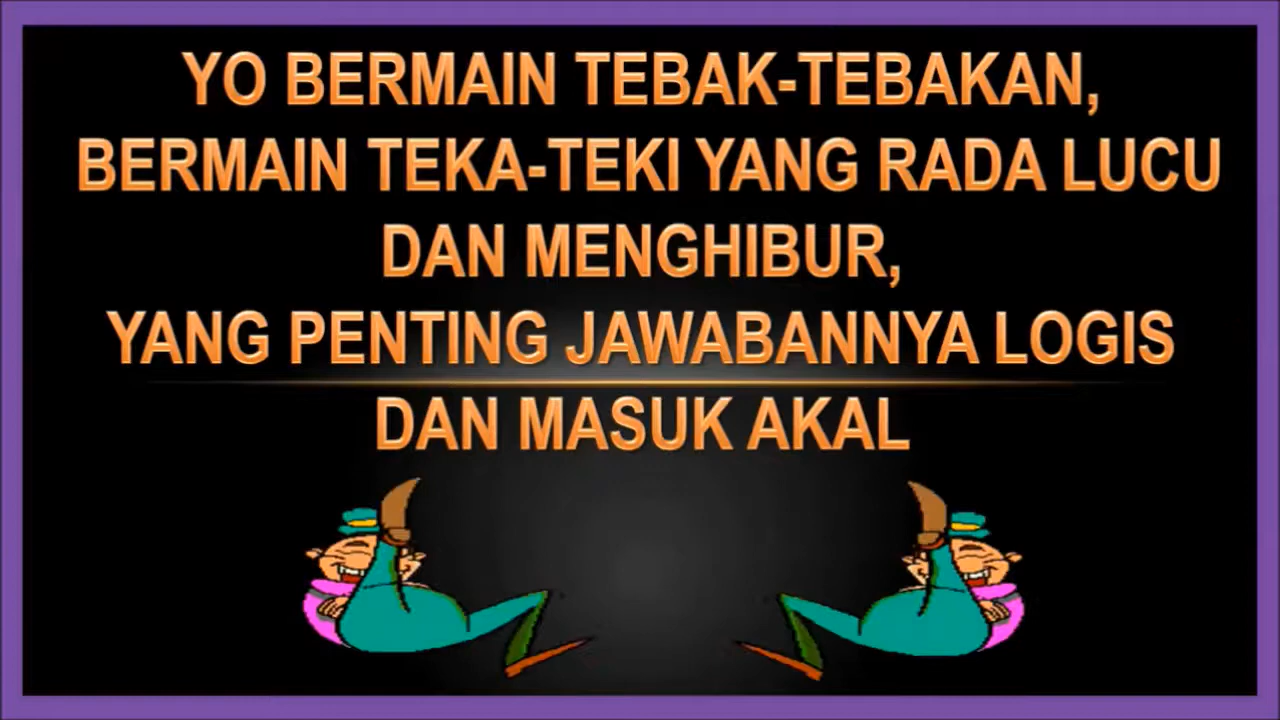 YO BERMAIN TEBAK-TEBAKAN,
BERMAIN TEKA-TEKI YANG RADA LUCU
DAN MENGHIBUR,
YANG PENTING JAWABANNYA LOGIS
DAN MASUK AKAL